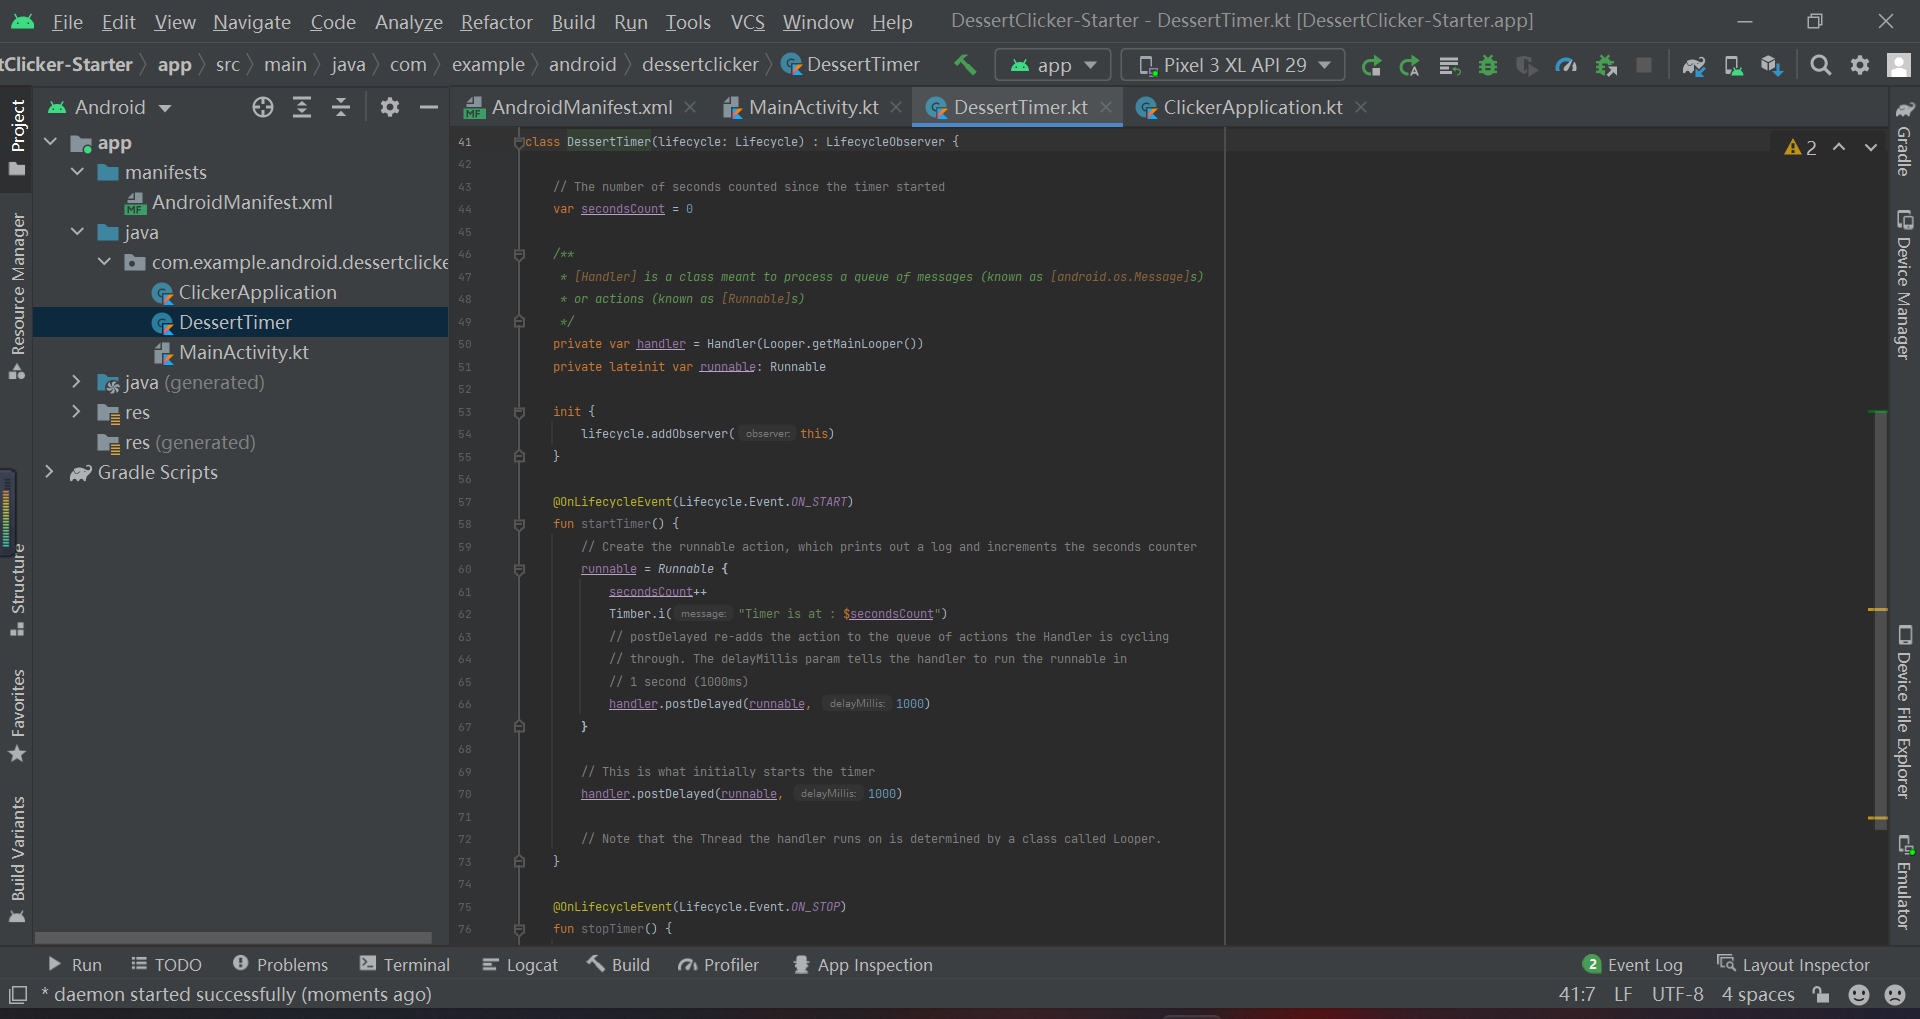 File Edit View Navigate Code Analyze Refactor Build Run Tools VCS Window Help DessertClicker-Starter - DessertTimer.kt [DessertClicker-Starter.app]
tClicker-Starter app src main java com example android dessertclicker DessertTimer app Pixel 3 XL API 29
Android
AndroidManifest.xml MainActivity.kt DessertTimer.kt ClickerApplication.kt
Project
Resource Manager
Structure
Favorites
Build Variants
app
manifests
AndroidManifest.xml
java
com.example.android.dessertclicke
ClickerApplication
DessertTimer
MainActivity.kt
java (generated)
res
res (generated)
Gradle Scripts
41 class DessertTimer(lifecycle: Lifecycle) : LifecycleObserver {
42
43 // The number of seconds counted since the timer started
44 var secondsCount = 0
45
46 /**
47 * [Handler] is a class meant to process a queue of messages (known as [android.os.Message]s)
48 * or actions (known as [Runnable]s)
49 */
50 private var handler = Handler(Looper.getMainLooper())
51 private lateinit var runnable: Runnable
52
53 init {
54 lifecycle.addObserver( observer: this)
55 }
56
57 @OnLifecycleEvent(Lifecycle.Event.ON_START)
58 fun startTimer() {
59 // Create the runnable action, which prints out a log and increments the seconds counter
60 runnable = Runnable {
61 secondsCount++
62 Timber.i( message: "Timer is at : $secondsCount")
63 // postDelayed re-adds the action to the queue of actions the Handler is cycling
64 // through. The delayMillis param tells the handler to run the runnable in
65 // 1 second (1000ms)
66 handler.postDelayed(runnable, delayMillis: 1000)
67 }
68
69 // This is what initially starts the timer
70 handler.postDelayed(runnable, delayMillis: 1000)
71
72 // Note that the Thread the handler runs on is determined by a class called Looper.
73 }
74
75 @OnLifecycleEvent(Lifecycle.Event.ON_STOP)
76 fun stopTimer() {
2
Gradle
Device Manager
Device File Explorer
Emulator
Run TODO Problems Terminal Logcat Build Profiler App Inspection 2 Event Log Layout Inspector
* daemon started successfully (moments ago) 41:7 LF UTF-8 4 spaces